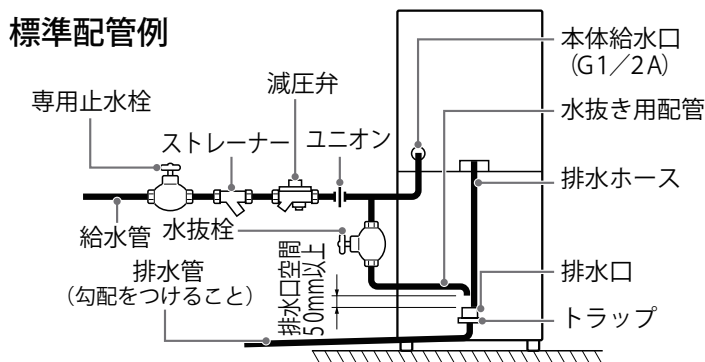 標準配管例
本体給水口
（G1／2A）
減圧弁
専用止水栓
水抜き用配管
ストレーナー
ユニオン
排水ホース
給水管
水抜栓
排水口空間
50mm以上
排水管
（勾配をつけること）
排水口
トラップ